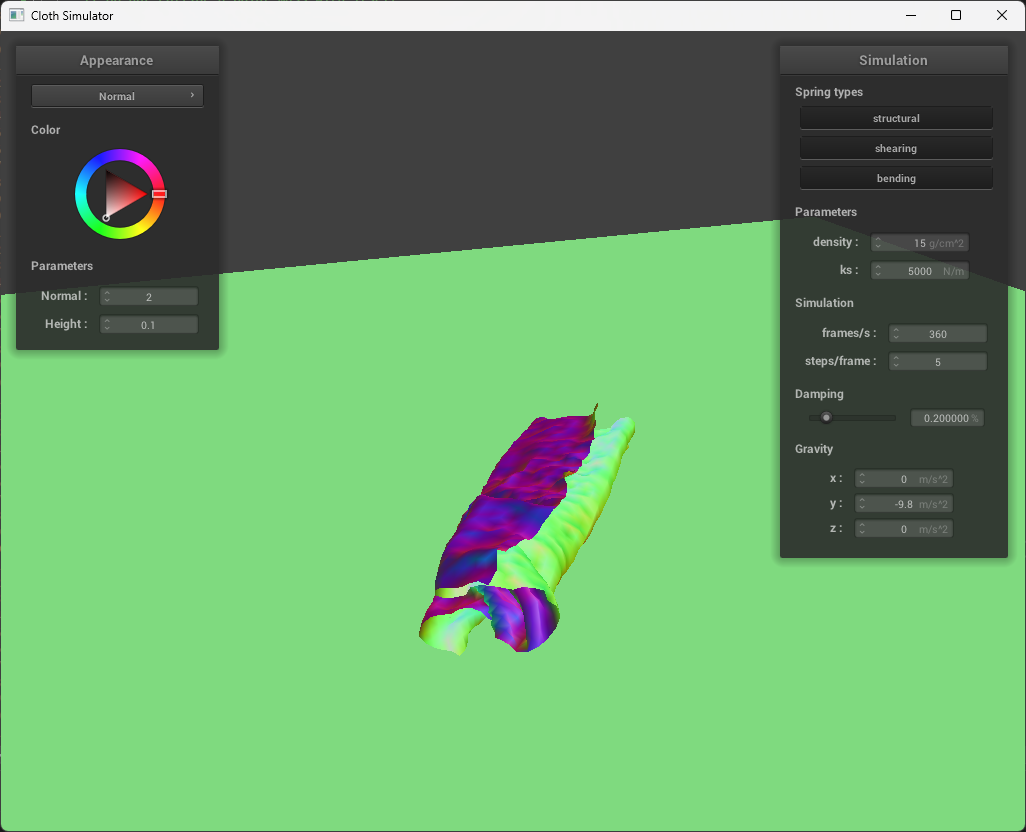 Cloth Simulator
Appearance
Normal
Color
Parameters
Normal : 2
Height : 0.1
Simulation
Spring types
structural
shearing
bending
Parameters
density : 15 g/cm^2
ks : 5000 N/m
Simulation
frames/s : 360
steps/frame : 5
Damping
0.200000 %
Gravity
x : 0 m/s^2
y : -9.8 m/s^2
z : 0 m/s^2